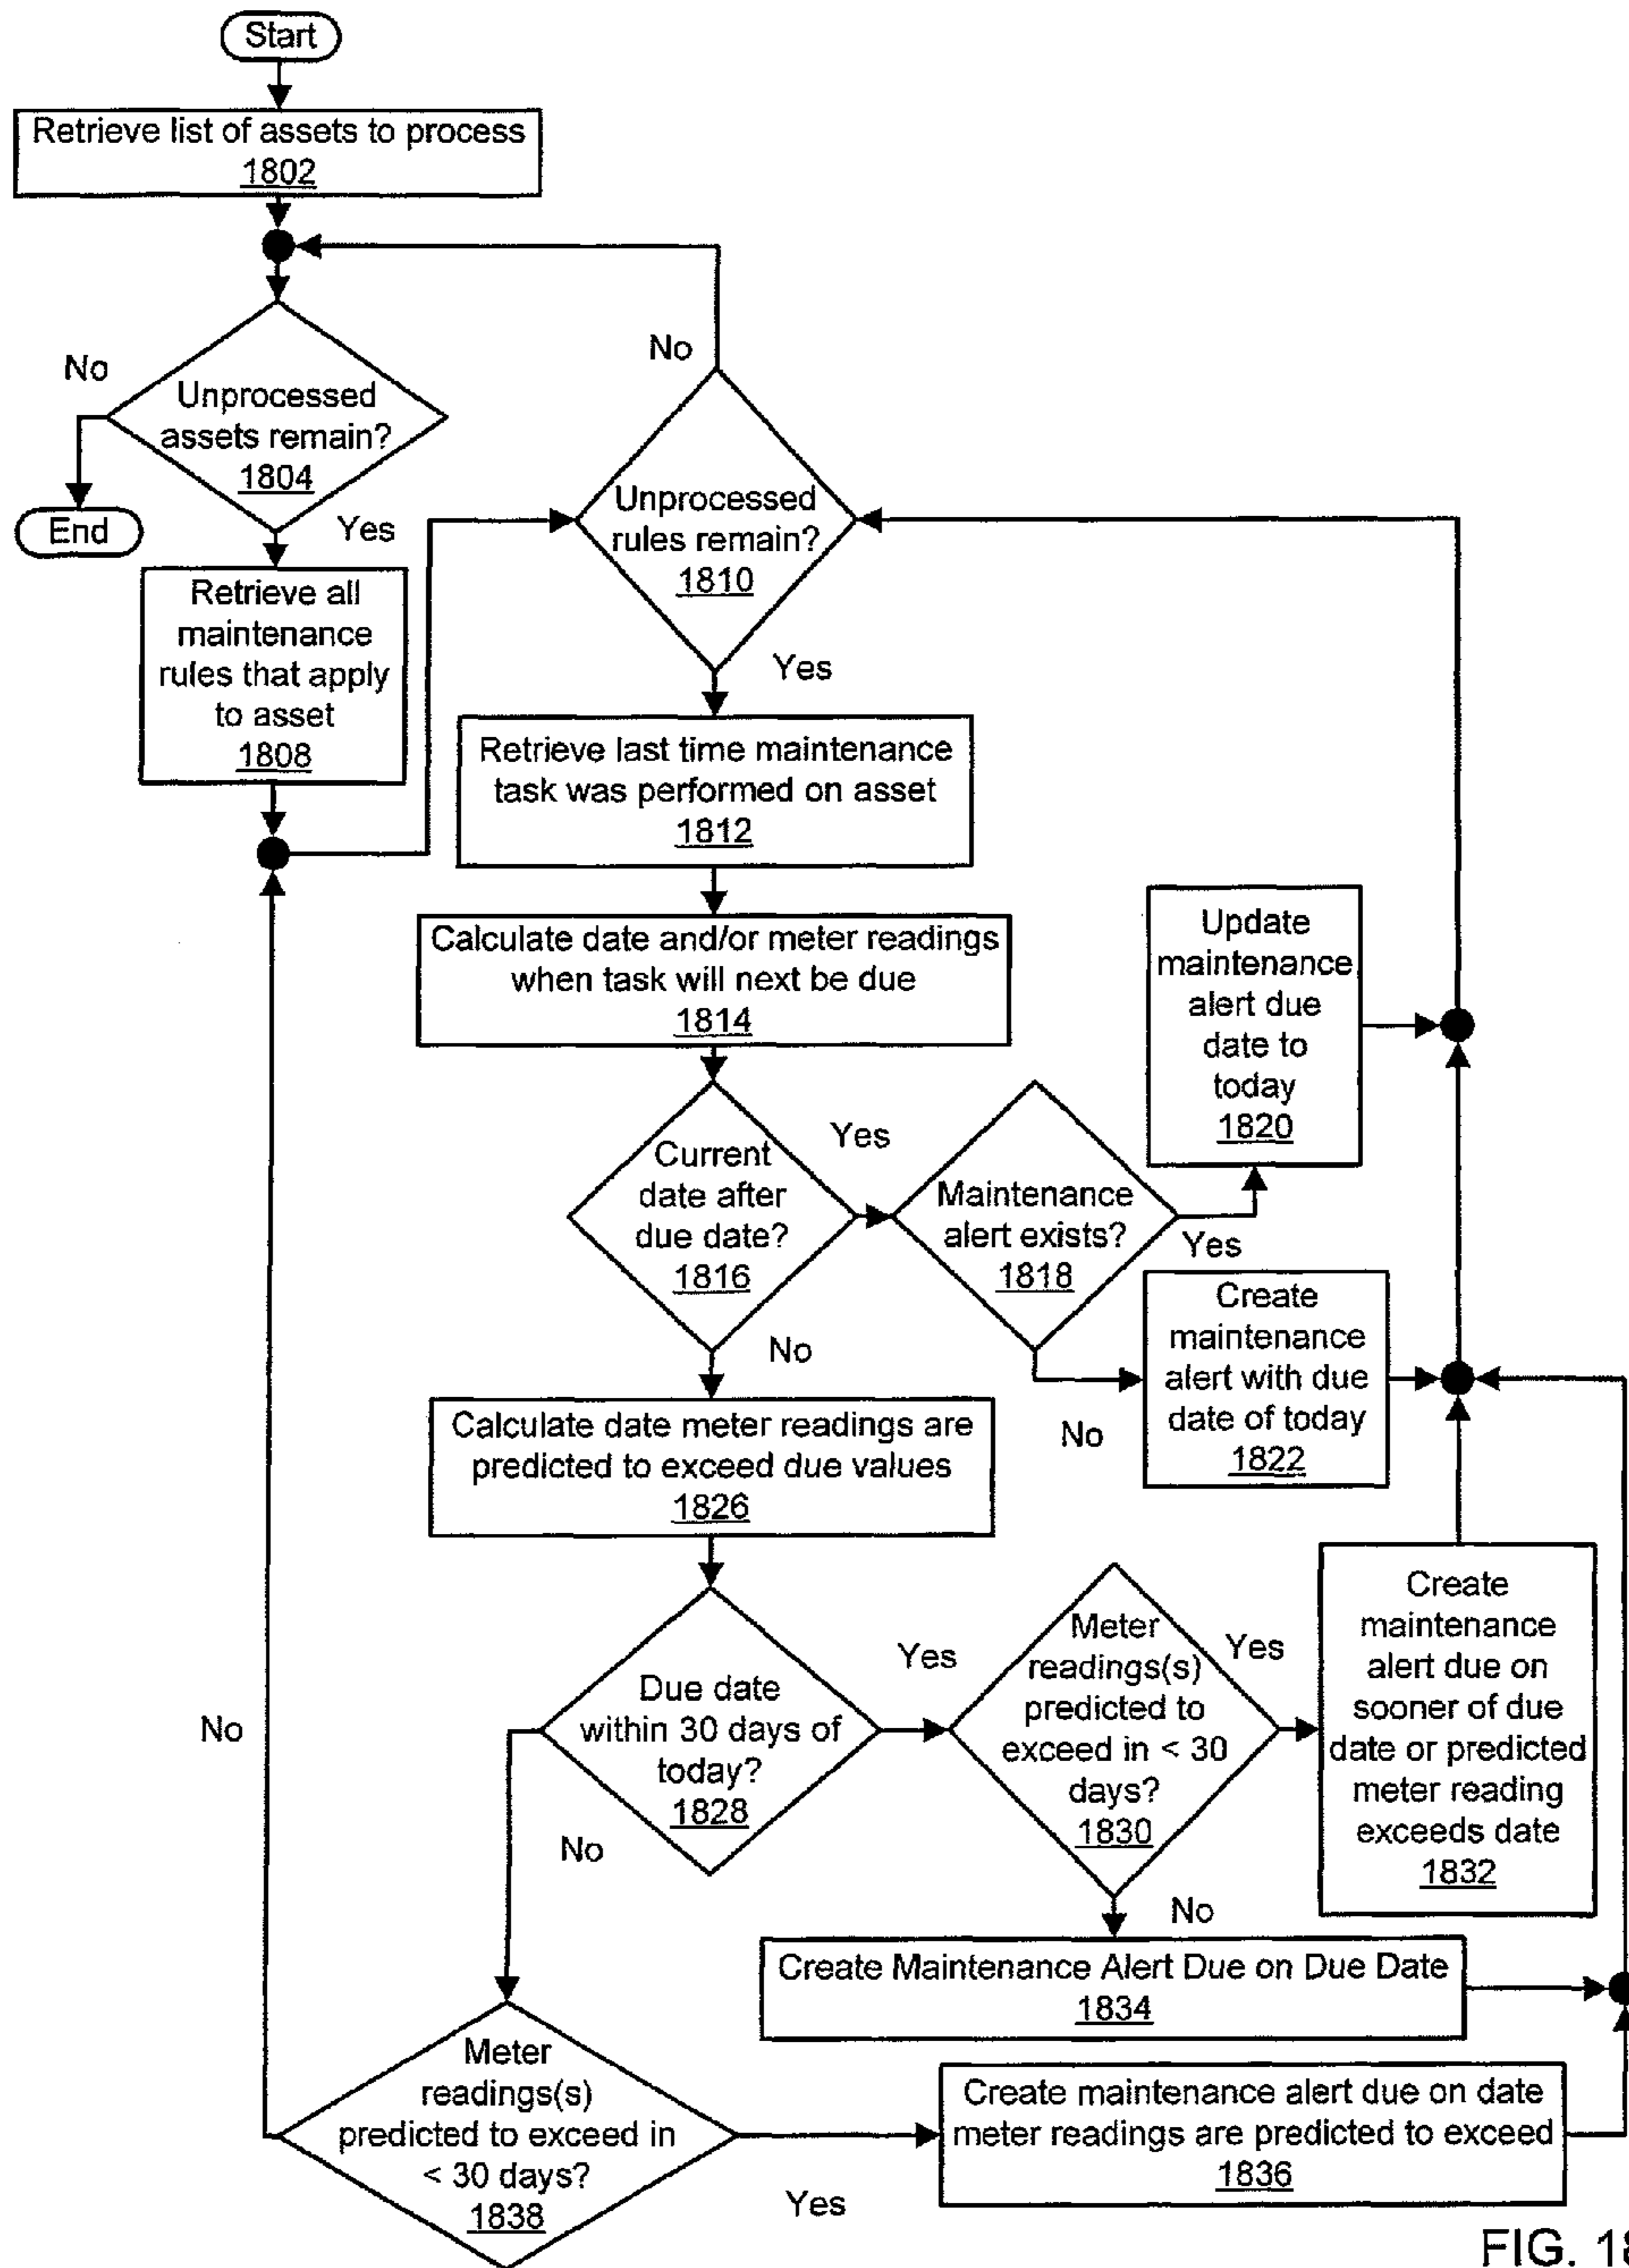 Start
Retrieve list of assets to process
1802
No
Unprocessed
assets remain?
1804
Yes
End
Retrieve all
maintenance
rules that apply
to asset
1808
No
Unprocessed
rules remain?
1810
Yes
Retrieve last time maintenance
task was performed on asset
1812
Calculate date and/or meter readings
when task will next be due
1814
Current
date after
due date?
1816
Yes
No
Maintenance
alert exists?
1818
Yes
No
Update
maintenance
alert due
date to
today
1820
Create
maintenance
alert with due
date of today
1822
Calculate date meter readings are
predicted to exceed due values
1826
Due date
within 30 days of
today?
1828
Yes
No
Meter
readings(s)
predicted to
exceed in < 30
days?
1830
Yes
No
Create
maintenance
alert due on
sooner of due
date or predicted
meter reading
exceeds date
1832
Create Maintenance Alert Due on Due Date
1834
Meter
readings(s)
predicted to exceed in
< 30 days?
1838
No
Yes
Create maintenance alert due on date
meter readings are predicted to exceed
1836
FIG. 18